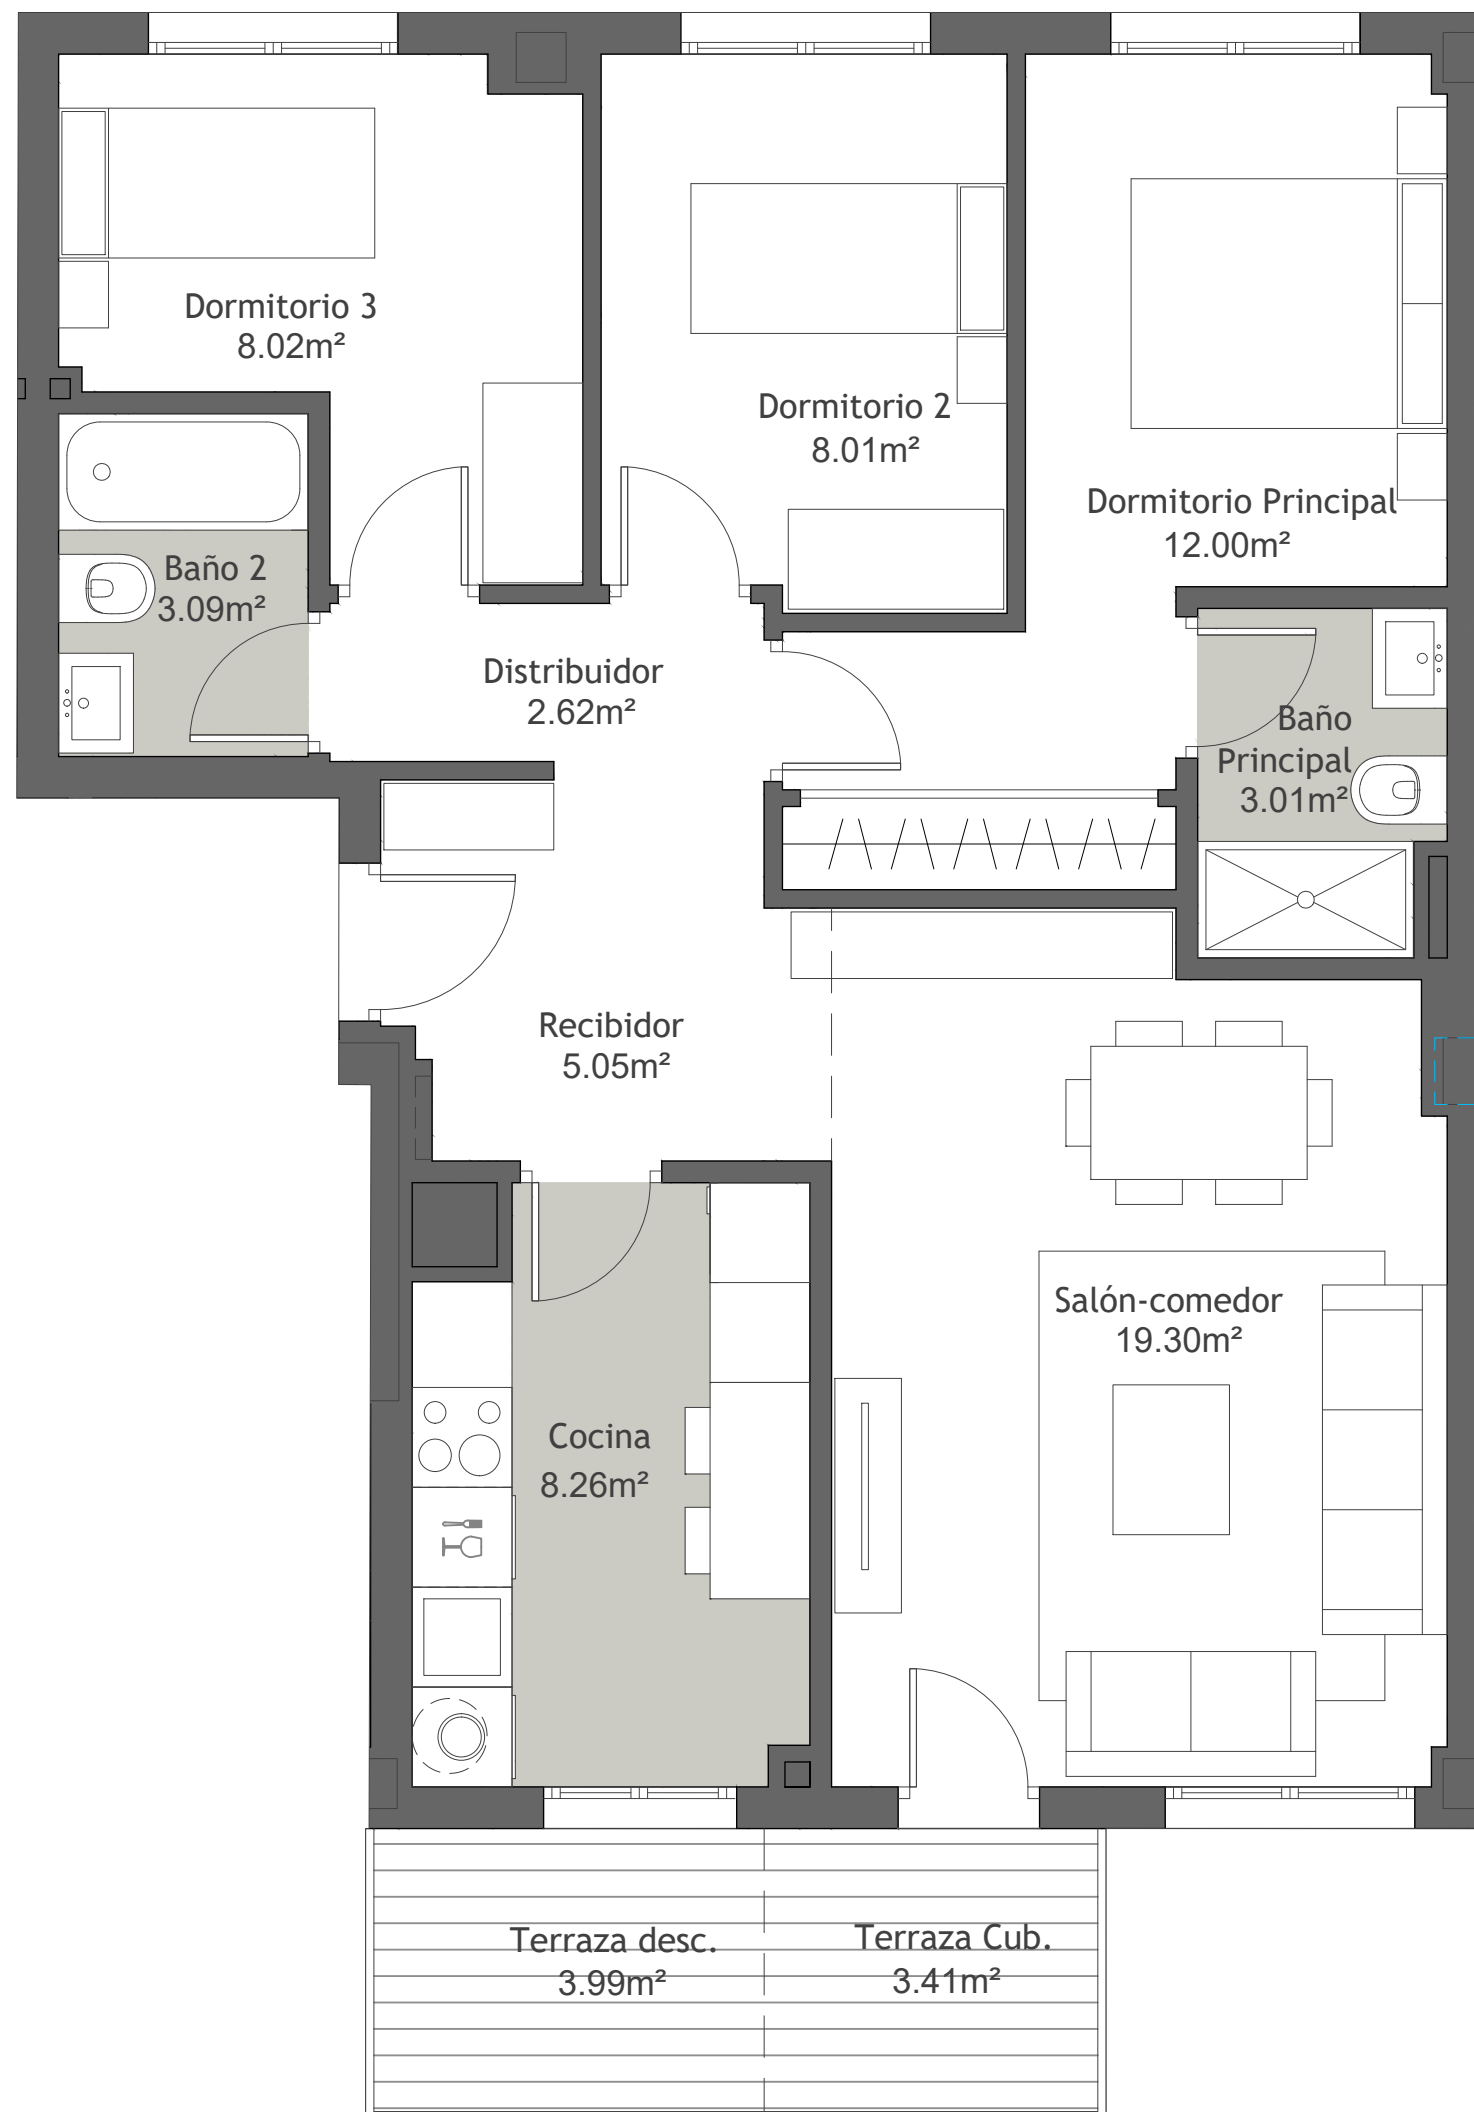 Dormitorio 3
8.02m²
Dormitorio 2
8.01m²
Dormitorio Principal
12.00m²
Baño 2
3.09m²
Distribuidor
2.62m²
Baño
Principal
3.01m²
Recibidor
5.05m²
Salón-comedor
19.30m²
Cocina
8.26m²
Terraza desc.
3.99m²
Terraza Cub.
3.41m²